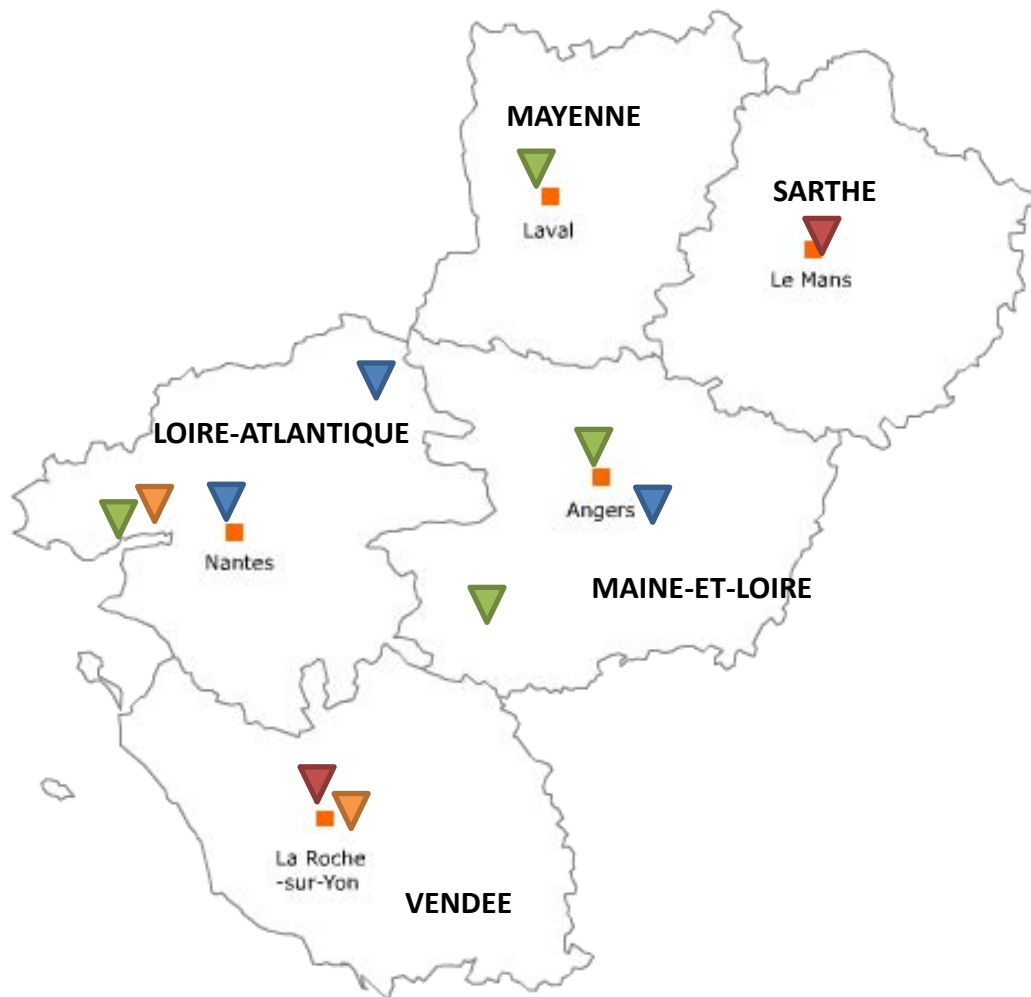 MAYENNE
Laval
SARTHE
Le Mans
LOIRE-ATLANTIQUE
Nantes
Angers
MAINE-ET-LOIRE
La Roche
-sur-Yon
VENDEE